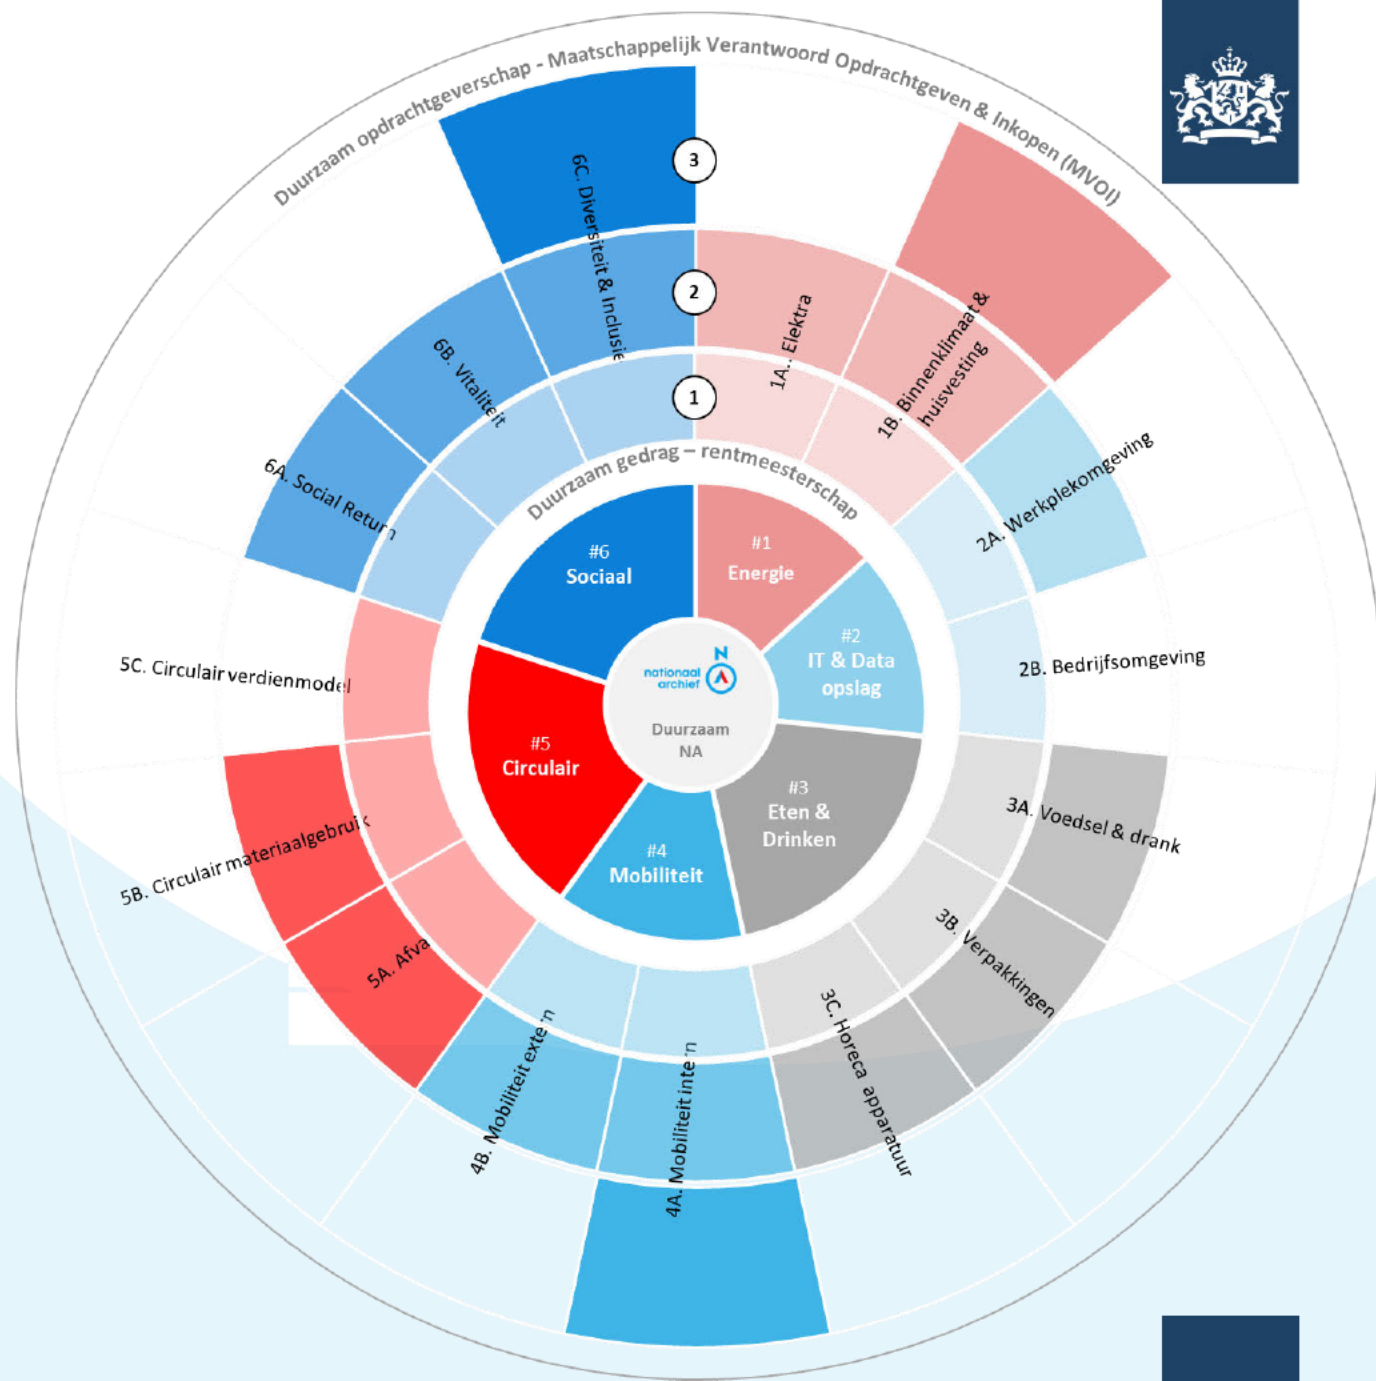 Duurzaam opdrachtgeverschap - Maatschappelijk Verantwoord Opdrachtgeven & Inkopen (MVOI)
3
2
1
6C. Diversiteit & Inclusie
6B. Vitaliteit
6A. Social Return
5C. Circulair verdienmodel
5B. Circulair materiaalgebruik
5A. Afva
4B. Mobiliteit extern
4A. Mobiliteit intern
3C. Horeca apparatuur
3B. Verpakkingen
3A. Voedsel & drank
2B. Bedrijfsomgeving
2A. Werkplekomgeving
1B. Binnenklimaat &
huisvesting
1A.. Elektra
Duurzaam gedrag – rentmeesterschap
#1
Energie
#2
IT & Data
opslag
#3
Eten &
Drinken
#4
Mobiliteit
#5
Circulair
#6
Sociaal
N
nationaal
archief
Duurzaam
NA